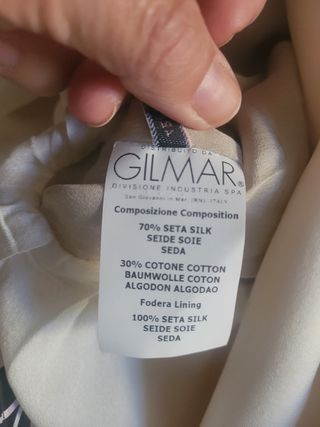 DISTRIBUITO DA:
GILMAR®
DIVISIONE INDUSTRIA SPA
San Giovanni in Mar. (RN) ITALY
Composizione Composition
70% SETA SILK
SEIDE SOIE
SEDA
30% COTONE COTTON
BAUMWOLLE COTON
ALGODON ALGODAO
Fodera Lining
100% SETA SILK
SEIDE SOIE
SEDA